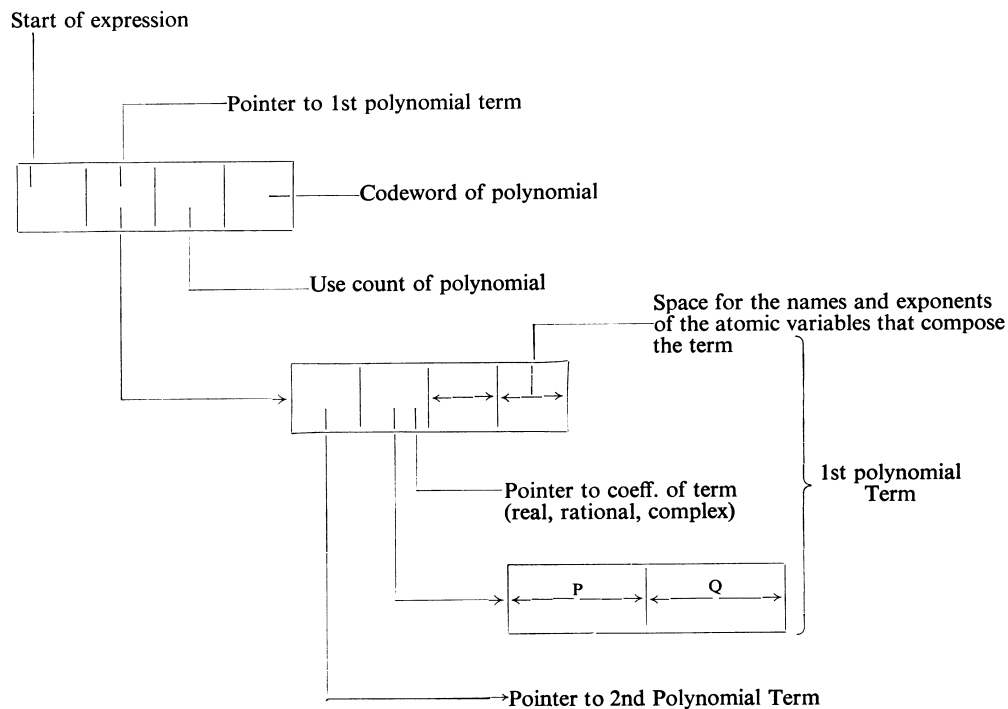 Start of expression
Pointer to 1st polynomial term
Codeword of polynomial
Use count of polynomial
Space for the names and exponents
of the atomic variables that compose
the term
1st polynomial
Term
Pointer to coeff. of term
(real, rational, complex)
P Q
Pointer to 2nd Polynomial Term